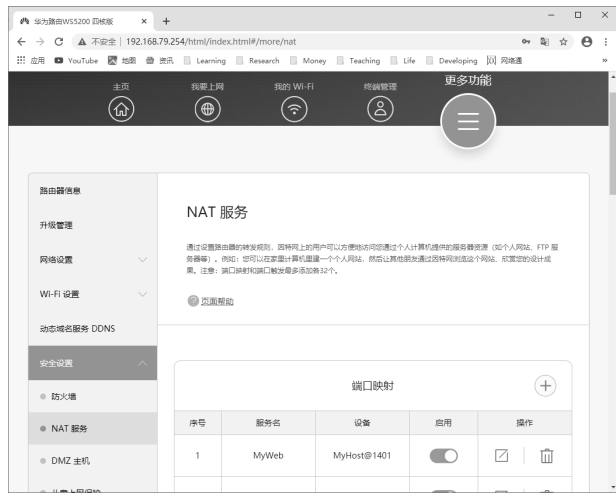 华为路由WS5200 四核版
不安全 | 192.168.79.254/html/index.html#/more/nat
应用 YouTube 地图 资讯 Learning Research Money Teaching Life Developing 网络通 »
主页 我要上网 我的 Wi-Fi 终端管理 更多功能
路由器信息
升级管理
网络设置
Wi-Fi 设置
动态域名服务 DDNS
安全设置
防火墙
NAT 服务
DMZ 主机
NAT 服务
通过设置路由器的转发规则，因特网上的用户可以方便地访问您通过个人计算机提供的服务器资源（如个人网站、FTP 服
务器等）。例如：您可以在家里计算机里建一个个人网站，然后让其他朋友通过因特网浏览这个网站、欣赏您的设计成
果。注意：端口映射和端口触发最多添加各32个。
页面帮助
端口映射
序号 服务名 设备 启用 操作
1 MyWeb MyHost@1401